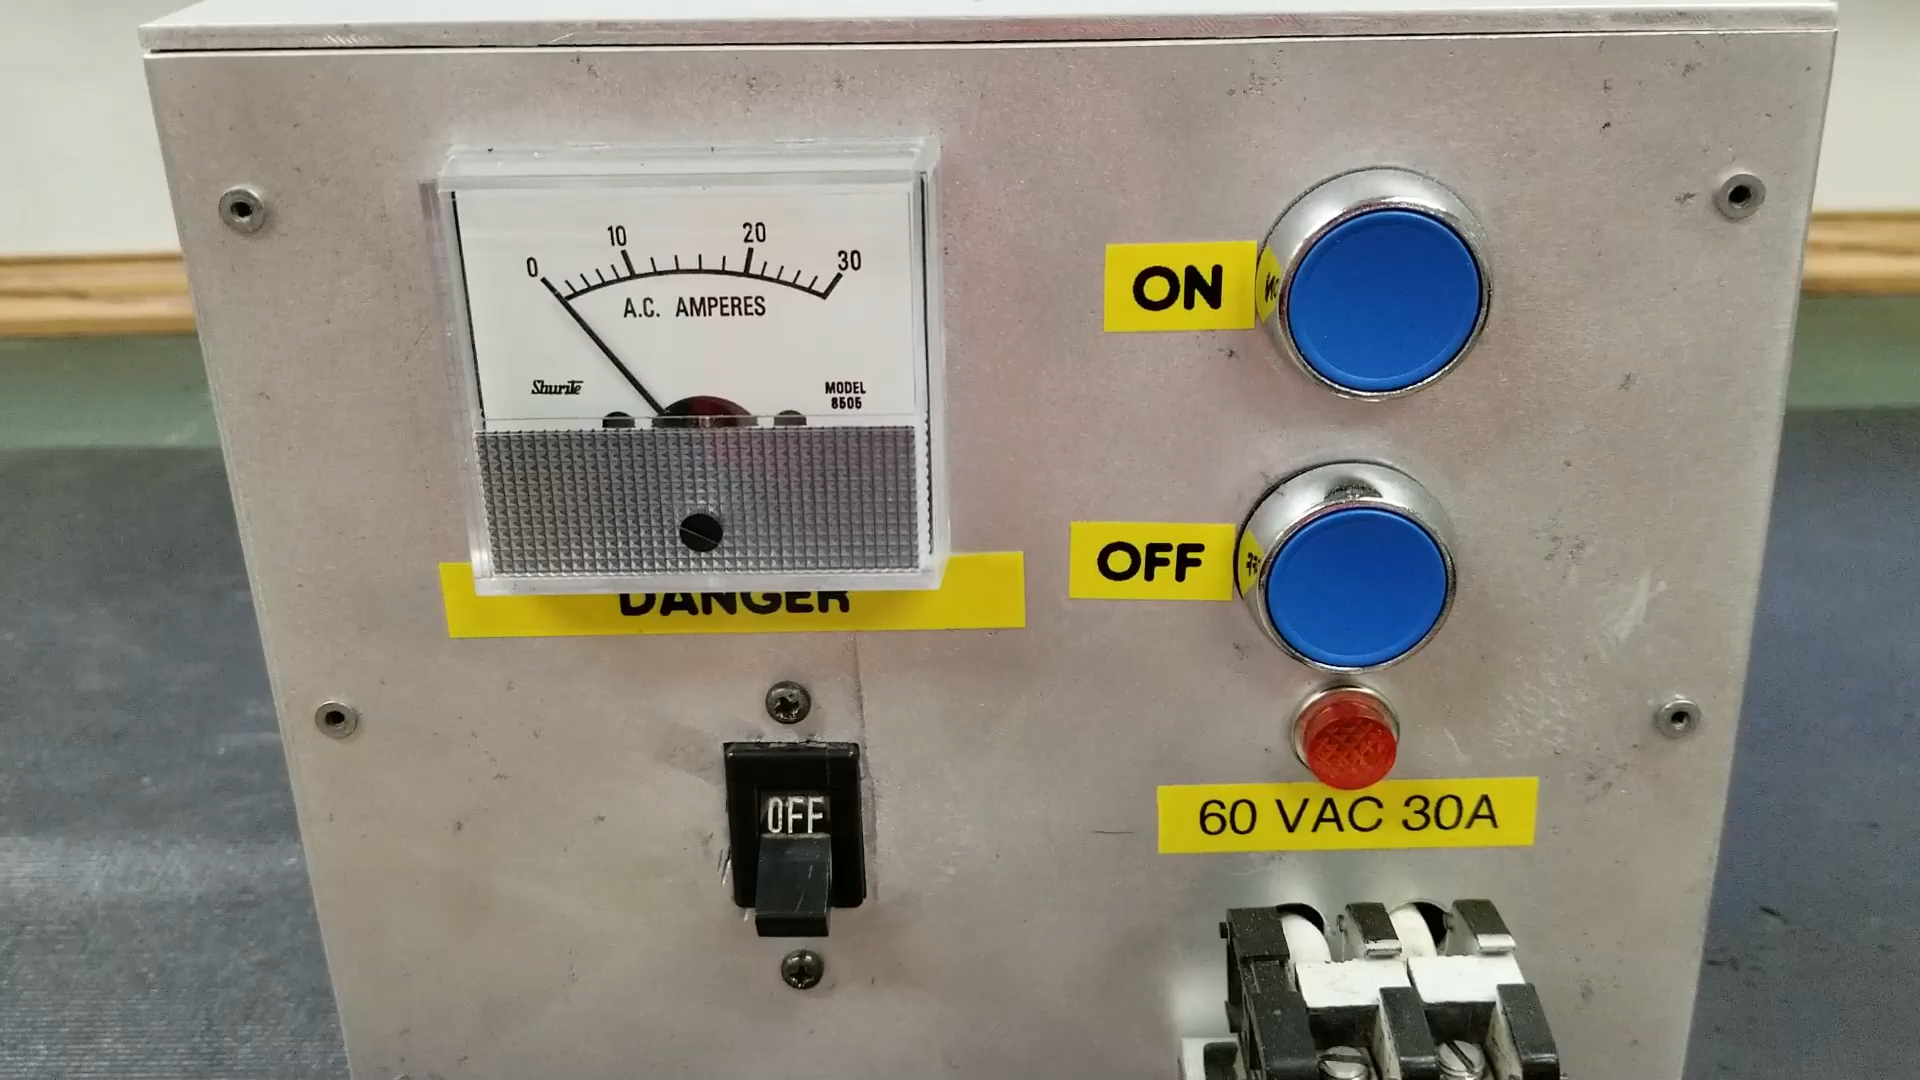 0 10 20 30
A.C. AMPERES
Shurite
MODEL
8505
DANGER
ON
OFF
OFF
60 VAC 30A